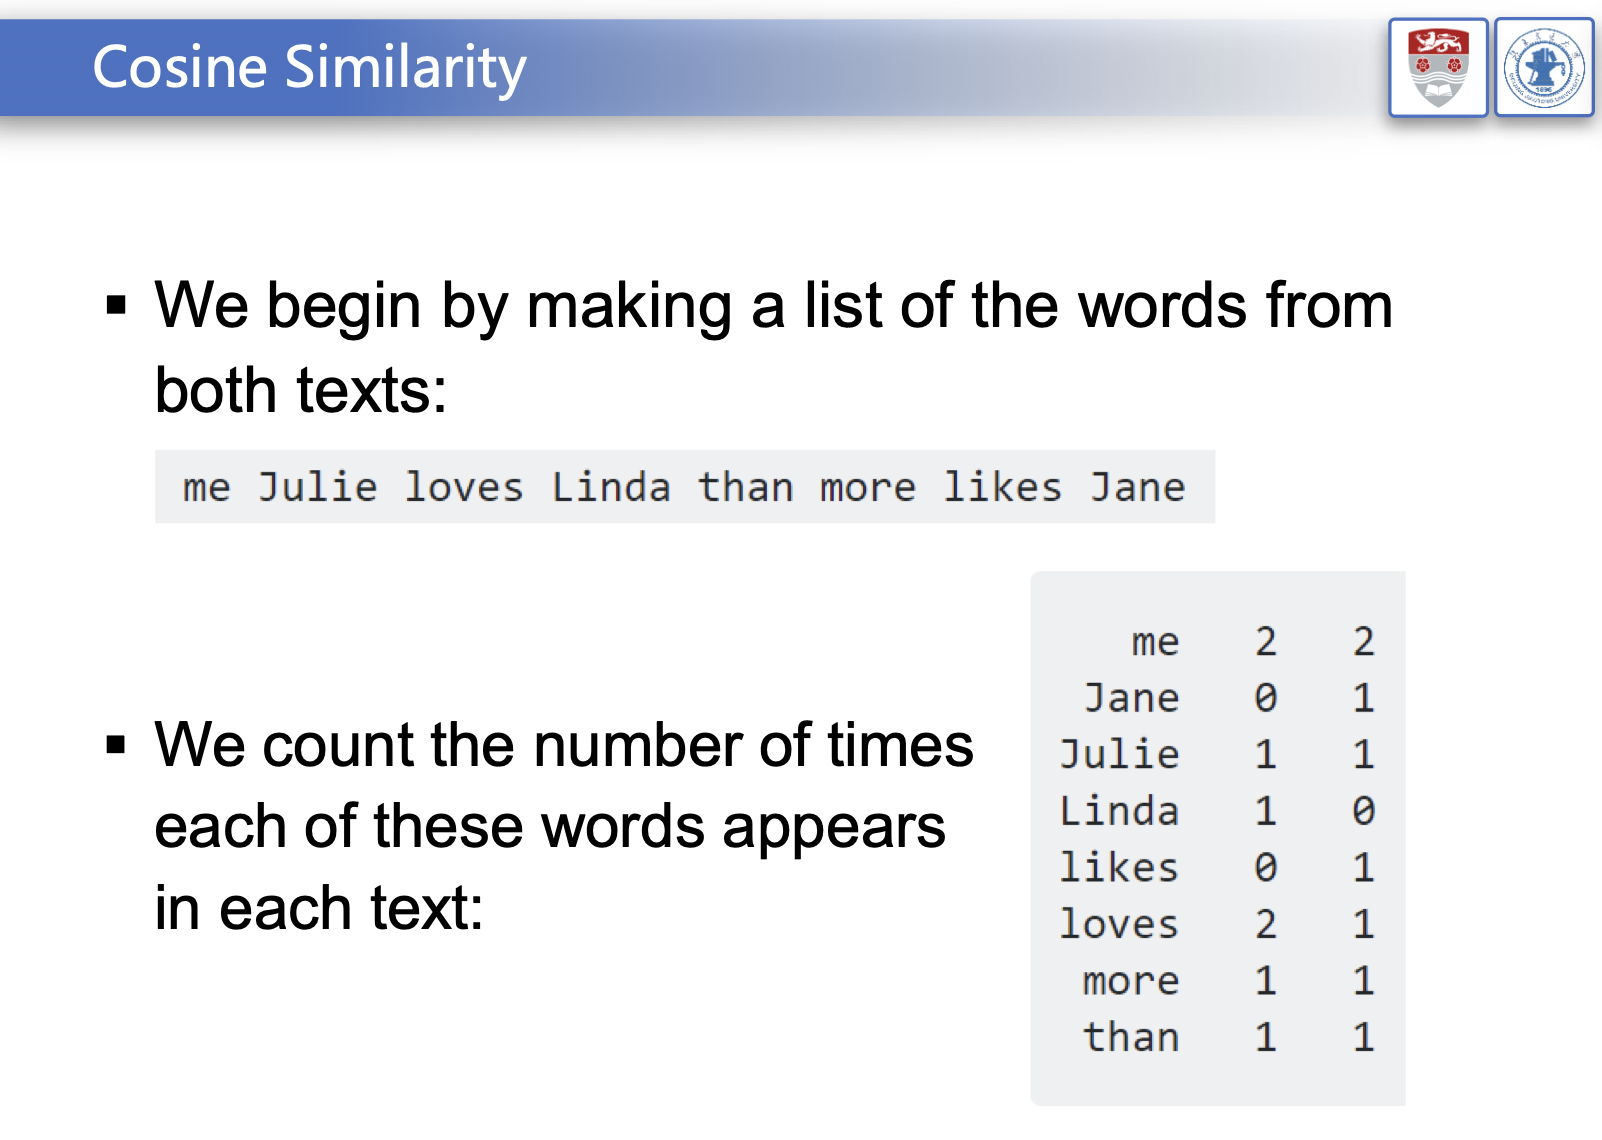 Cosine Similarity
1896
▪ We begin by making a list of the words from
both texts:
me Julie loves Linda than more likes Jane
▪ We count the number of times
each of these words appears
in each text:
me 2 2
Jane 0 1
Julie 1 1
Linda 1 0
likes 0 1
loves 2 1
more 1 1
than 1 1